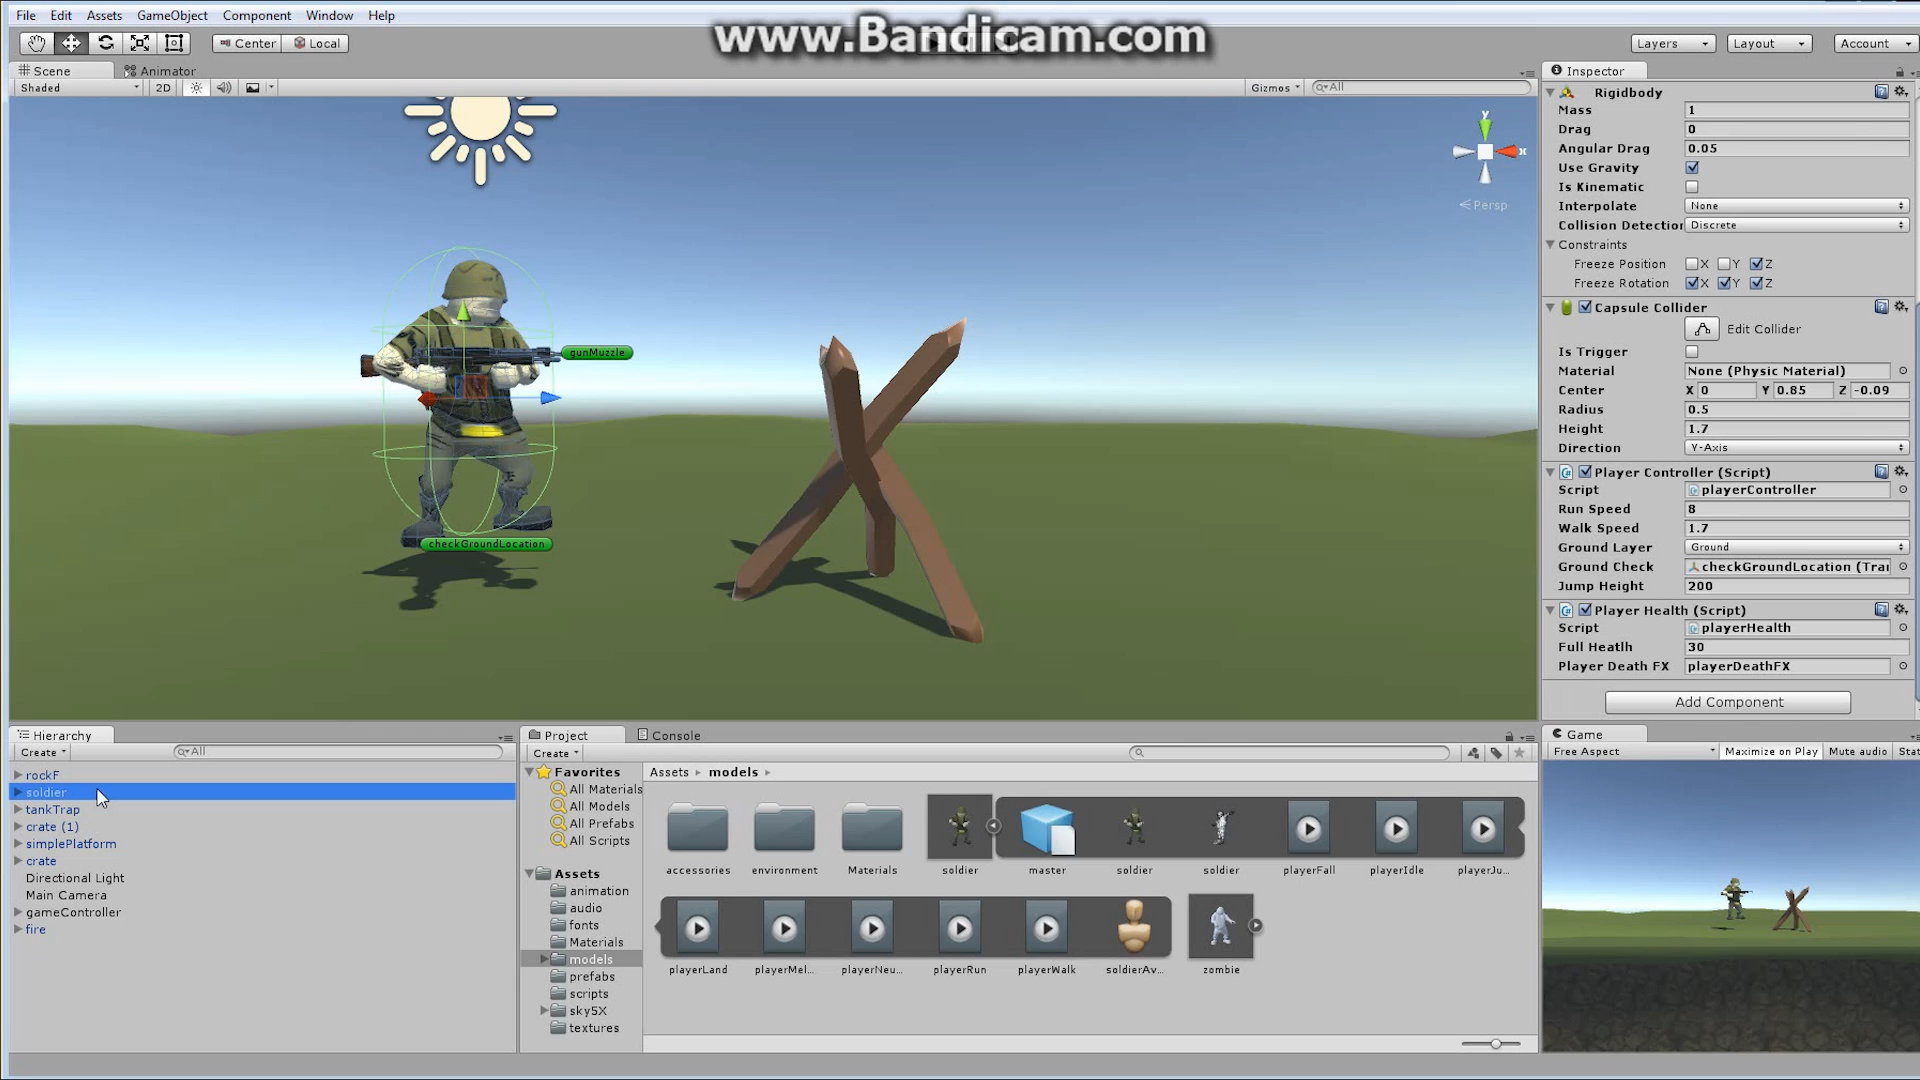 File Edit Assets GameObject Component Window Help
www.Bandicam.com
Center Local
Layers Layout Account
Scene Animator
Shaded 2D Gizmos All
y
x
Persp
gunMuzzle
checkGroundLocation
Inspector
Rigidbody
Mass 1
Drag 0
Angular Drag 0.05
Use Gravity
Is Kinematic
Interpolate None
Collision Detection Discrete
Constraints
Freeze Position X Y Z
Freeze Rotation X Y Z
Capsule Collider
Edit Collider
Is Trigger
Material None (Physic Material)
Center X 0 Y 0.85 Z -0.09
Radius 0.5
Height 1.7
Direction Y-Axis
Player Controller (Script)
Script playerController
Run Speed 8
Walk Speed 1.7
Ground Layer Ground
Ground Check checkGroundLocation (Tra
Jump Height 200
Player Health (Script)
Script playerHealth
Full Heatlh 30
Player Death FX playerDeathFX
Add Component
Hierarchy
Create All
rockF
soldier
tankTrap
crate (1)
simplePlatform
crate
Directional Light
Main Camera
gameController
fire
Project Console
Create
Favorites
All Materials
All Models
All Prefabs
All Scripts
Assets
animation
audio
fonts
Materials
models
prefabs
scripts
sky5X
textures
Assets models
accessories environment Materials soldier master soldier soldier playerFall playerIdle playerJu...
playerLand playerMel... playerNeu... playerRun playerWalk soldierAv... zombie
Game
Free Aspect Maximize on Play Mute audio Stat